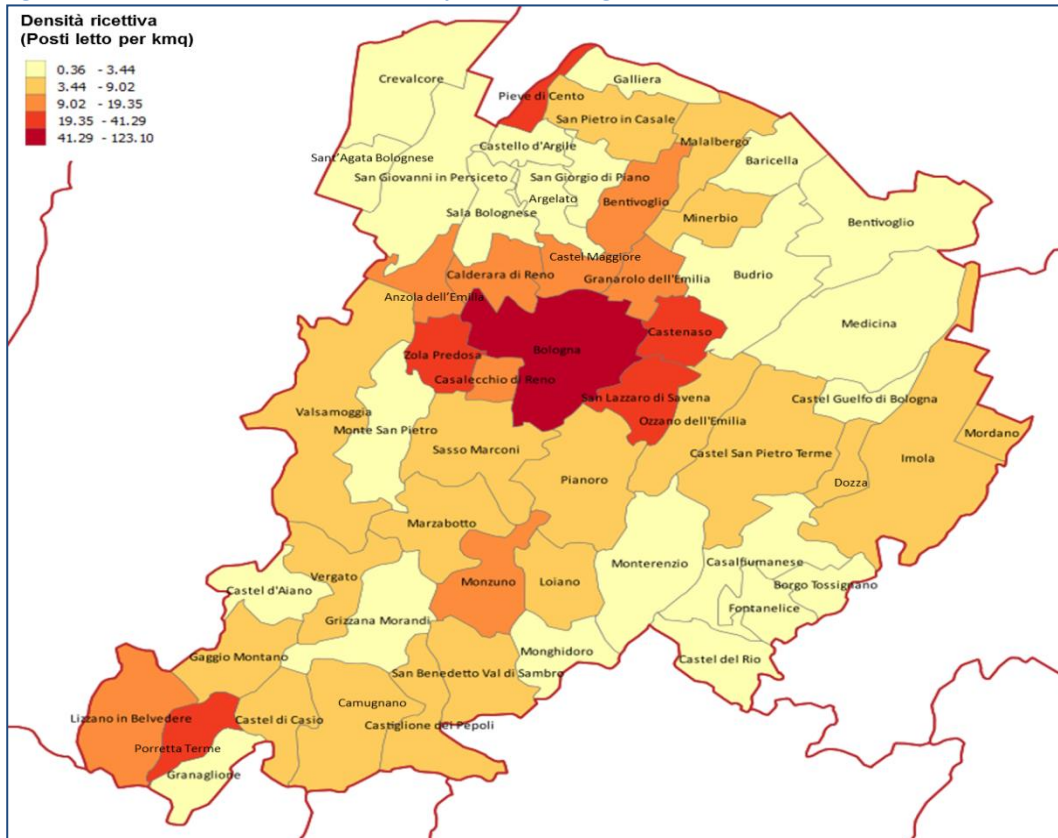 Densità ricettiva
(Posti letto per kmq)
0.36 - 3.44
3.44 - 9.02
9.02 - 19.35
19.35 - 41.29
41.29 - 123.10
Crevalcore
Galliera
Pieve di Cento
San Pietro in Casale
Malalbergo
Castello d'Argile
Baricella
Sant'Agata Bolognese
San Giovanni in Persiceto
San Giorgio di Piano
Argelato
Bentivoglio
Sala Bolognese
Minerbio
Bentivoglio
Castel Maggiore
Calderara di Reno
Granarolo dell'Emilia
Budrio
Anzola dell'Emilia
Medicina
Castenaso
Bologna
Zola Predosa
Casalecchio di Reno
San Lazzaro di Savena
Castel Guelfo di Bologna
Valsamoggia
Ozzano dell'Emilia
Monte San Pietro
Mordano
Sasso Marconi
Castel San Pietro Terme
Imola
Pianoro
Dozza
Marzabotto
Monterenzio
Casalfiumanese
Vergato
Monzuno
Loiano
Borgo Tossignano
Castel d'Aiano
Fontanelice
Grizzana Morandi
Monghidoro
Gaggio Montano
Castel del Rio
San Benedetto Val di Sambro
Camugnano
Lizzano in Belvedere
Castel di Casio
Castiglione dei Pepoli
Porretta Terme
Granaglione